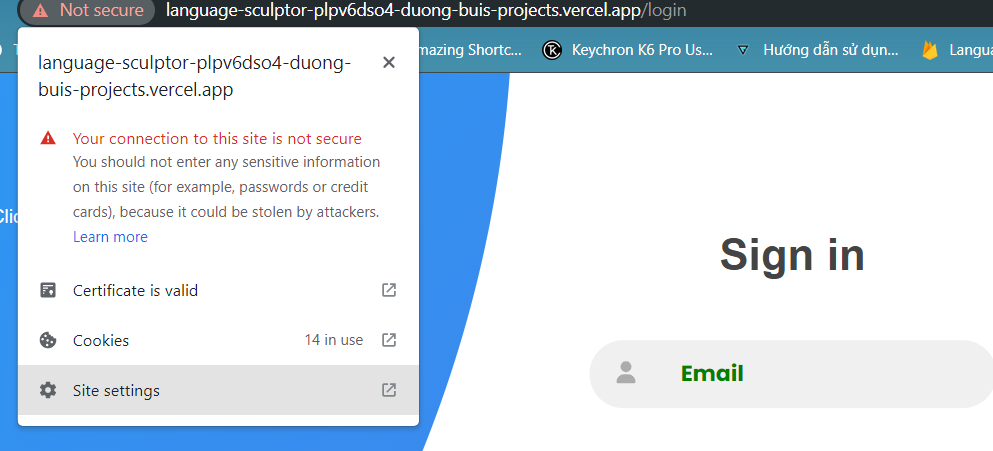 Not secure language-sculptor-plpv6dso4-duong-buis-projects.vercel.app/login
mazing Shortc... Keychron K6 Pro Us... Hướng dẫn sử dụn... Langua
language-sculptor-plpv6dso4-duong-
buis-projects.vercel.app
Your connection to this site is not secure
You should not enter any sensitive information
on this site (for example, passwords or credit
cards), because it could be stolen by attackers.
Learn more
Certificate is valid
Cookies 14 in use
Site settings
Sign in
Email